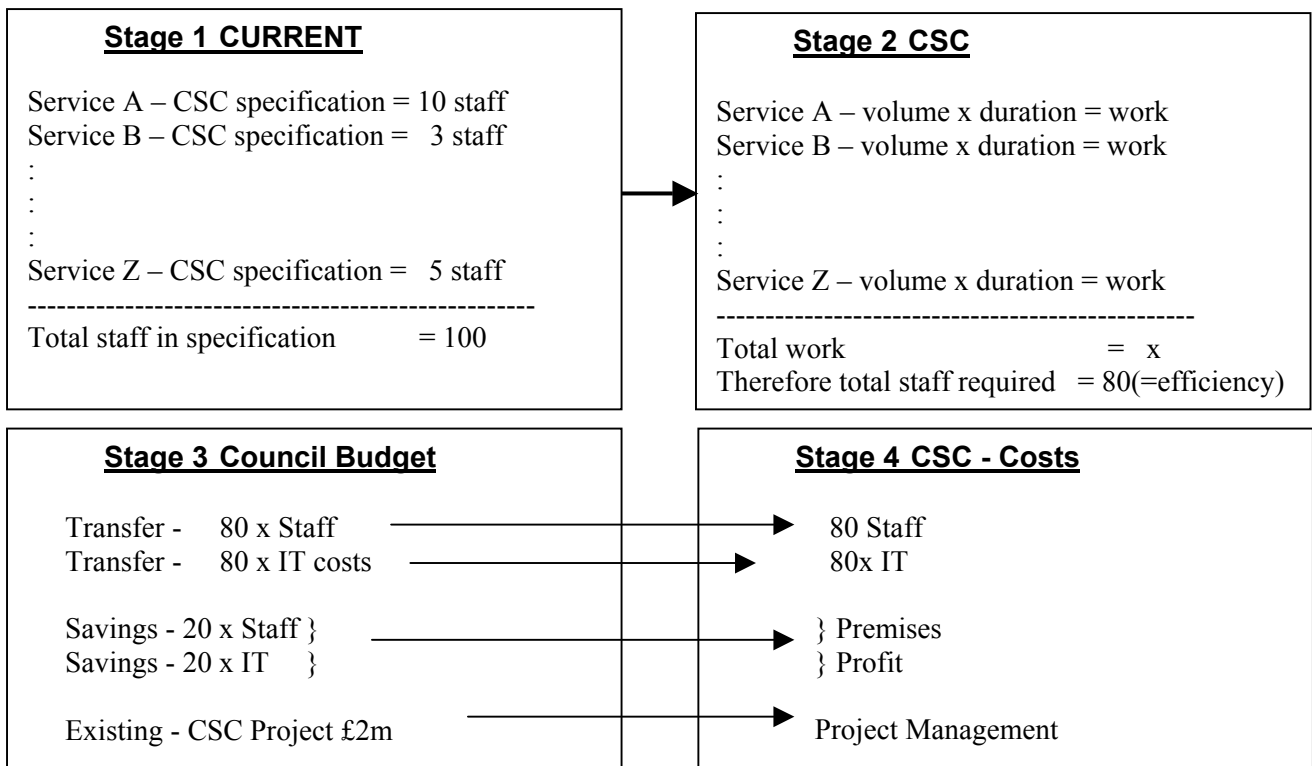 Stage 1 CURRENT
Service A – CSC specification = 10 staff
Service B – CSC specification = 3 staff
:
:
:
Service Z – CSC specification = 5 staff
-----------------------------------------------------
Total staff in specification = 100
Stage 2 CSC
Service A – volume x duration = work
Service B – volume x duration = work
:
:
:
Service Z – volume x duration = work
-------------------------------------------------
Total work = x
Therefore total staff required = 80(=efficiency)
Stage 3 Council Budget
Transfer - 80 x Staff
Transfer - 80 x IT costs
Savings - 20 x Staff }
Savings - 20 x IT }
Existing - CSC Project £2m
Stage 4 CSC - Costs
80 Staff
80x IT
} Premises
} Profit
Project Management